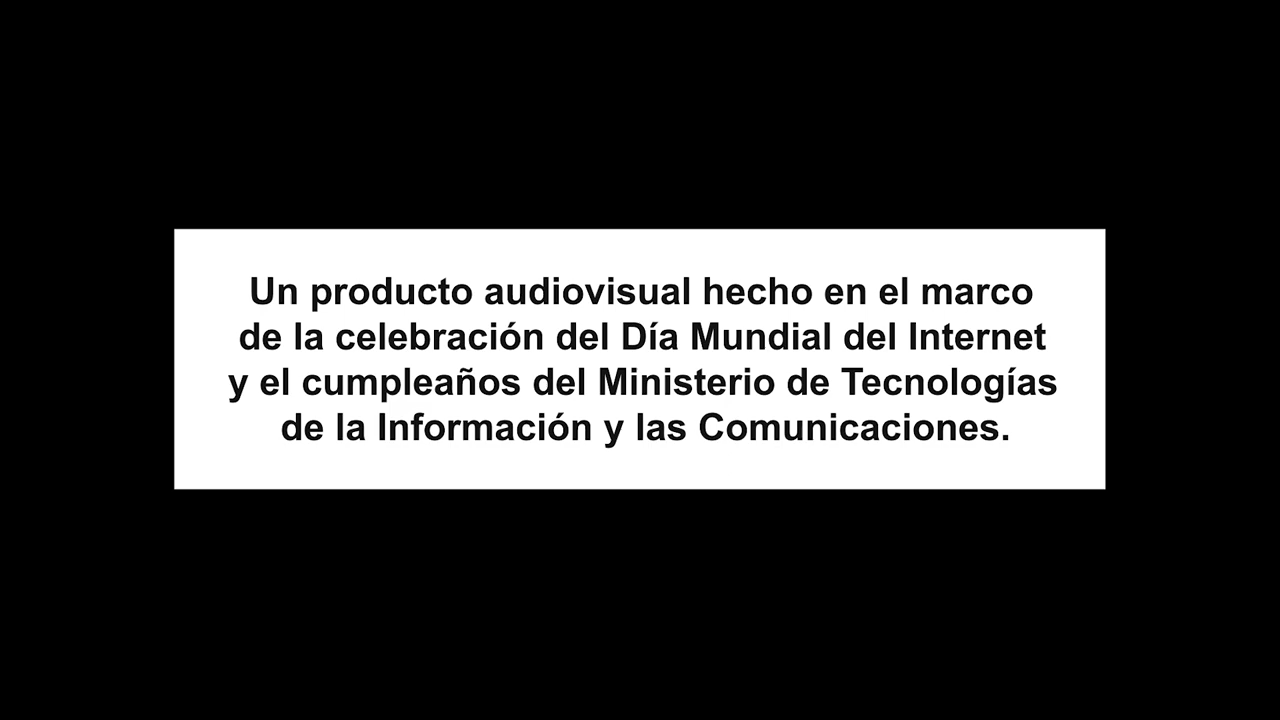 Un producto audiovisual hecho en el marco
de la celebración del Día Mundial del Internet
y el cumpleaños del Ministerio de Tecnologías
de la Información y las Comunicaciones.